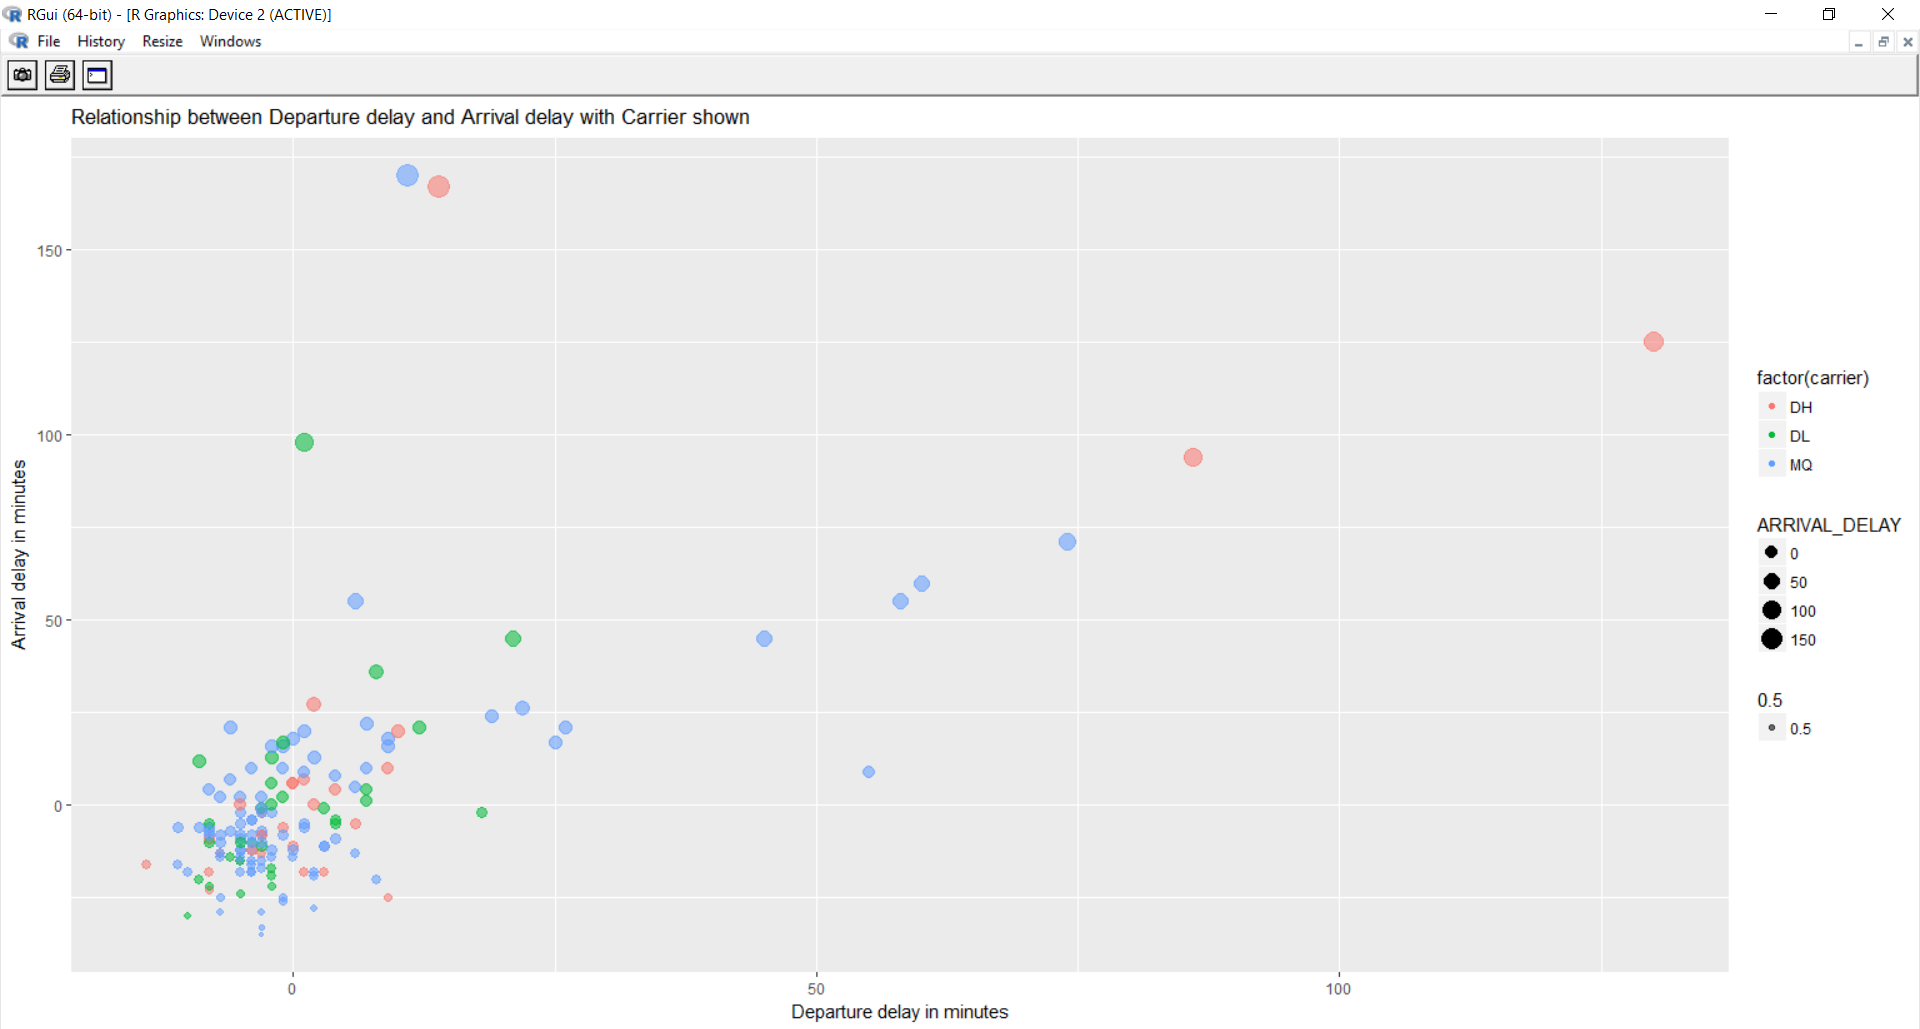 RGui (64-bit) - [R Graphics: Device 2 (ACTIVE)]
File History Resize Windows
Relationship between Departure delay and Arrival delay with Carrier shown
150
100
50
0
Arrival delay in minutes
0 50 100
Departure delay in minutes
factor(carrier)
DH
DL
MQ
ARRIVAL_DELAY
0
50
100
150
0.5
0.5